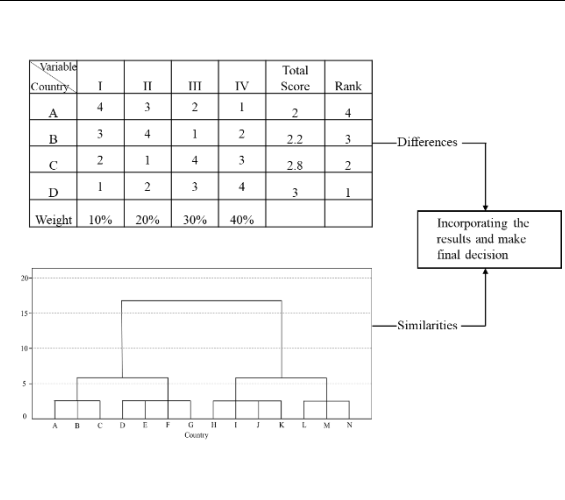 Variable
Country I II III IV Total Score Rank
A 4 3 2 1 2 4
B 3 4 1 2 2.2 3
C 2 1 4 3 2.8 2
D 1 2 3 4 3 1
Weight 10% 20% 30% 40%
Differences
Incorporating the
results and make
final decision
Similarities
20
15
10
5
0
A B C D E F G H I J K L M N
Country